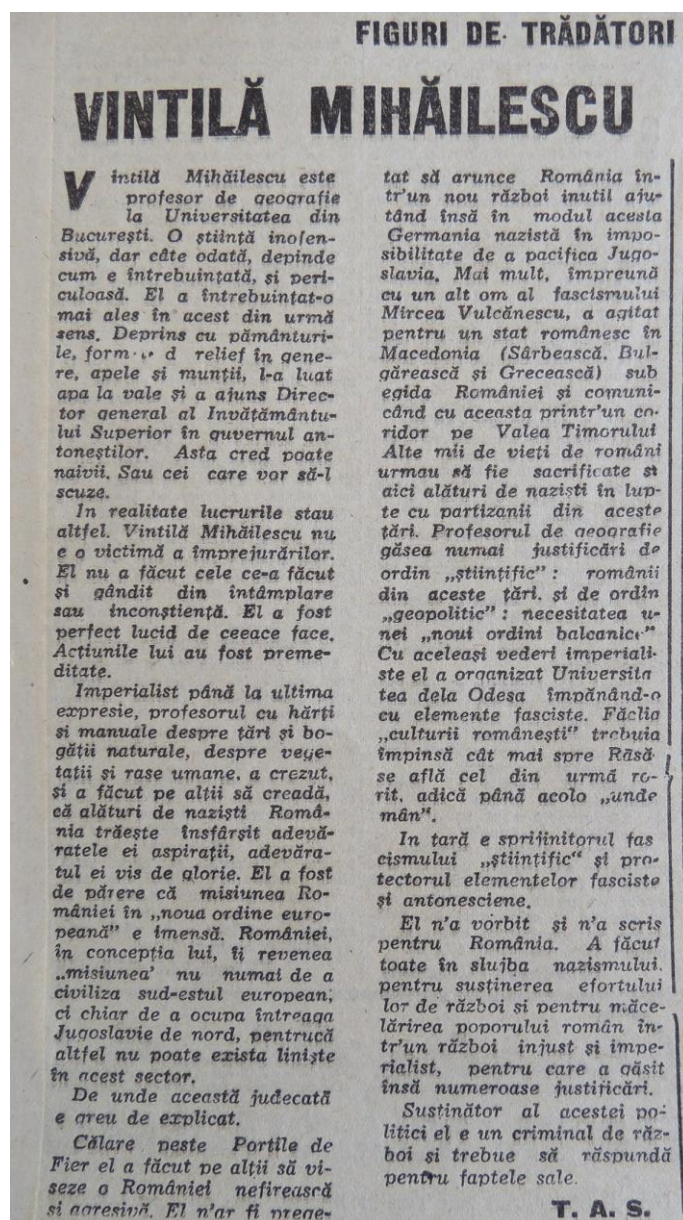 FIGURI DE TRĂDĂTORI
VINTILĂ MIHĂILESCU
Vintilă Mihăilescu este
profesor de geografie
la Universitatea din
București. O știință inofen-
sivă, dar câte odată, depinde
cum e întrebuințată, și peri-
culoasă. El a întrebuințat-o
mai ales în acest din urmă
sens. Deprins cu pământuri-
le, form d relief în gene-
re, apele și munții, l-a luat
apa la vale și a ajuns Direc-
tor general al Invățământu-
lui Superior în guvernul an-
toneștilor. Asta cred poate
naivii. Sau cei care vor să-l
scuze.
In realitate lucrurile stau
altfel. Vintilă Mihăilescu nu
e o victimă a împrejurărilor.
El nu a făcut cele ce-a făcut
și gândit din întâmplare
sau inconștiență. El a fost
perfect lucid de ceeace face.
Acțiunile lui au fost preme-
ditate.
Imperialist până la ultima
expresie, profesorul cu hărți
și manuale despre țări și bo-
gății naturale, despre vege-
tații și rase umane, a crezut,
și a făcut pe alții să creadă,
că alături de naziști Româ-
nia trăește însfârșit adevă-
ratele ei aspirații, adevăra-
tul ei vis de glorie. El a fost
de părere că misiunea Ro-
mâniei în „noua ordine euro-
peană” e imensă. României,
în concepția lui, îi revenea
„misiunea’ nu numai de a
civiliza sud-estul european,
ci chiar de a ocupa întreaga
Jugoslavie de nord, pentrucă
altfel nu poate exista liniște
în acest sector.
De unde această judecată
e greu de explicat.
Călare peste Porțile de
Fier el a făcut pe alții să vi-
seze o României nefirească
și agresivă. El n'ar fi prege-
tat să arunce România în-
tr'un nou război inutil aju-
tând însă în modul acesta
Germania nazistă în impo-
sibilitate de a pacifica Jugo-
slavia. Mai mult, împreună
cu un alt om al fascismului
Mircea Vulcănescu, a agitat
pentru un stat românesc în
Macedonia (Sârbească, Bul-
gărească și Grecească) sub
egida României și comuni-
când cu aceasta printr'un co-
ridor pe Valea Timorului
Alte mii de vieți de români
urmau să fie sacrificate și
aici alături de naziști în lup-
te cu partizanii din aceste
țări. Profesorul de geografie
găsea numai justificări de
ordin „științific” : românii
din aceste țări, și de ordin
„geopolitic” : necesitatea u-
nei „noui ordini balcanice”
Cu aceleași vederi imperiali-
ste el a organizat Universita
tea dela Odesa împănând-o
cu elemente fasciste. Făclia
„culturii românești” trebuia
împinsă cât mai spre Răsă
se află cel din urmă ro-
rit, adică până acolo „unde
mân”.
In țară e sprijinitorul fas
cismului „științific“ și pro-
tectorul elementelor fasciste
și antonesciene.
El n'a vorbit și n'a scris
pentru România. A făcut
toate în slujba nazismului,
pentru susținerea efortului
lor de război și pentru măce-
lărirea poporului român în-
tr'un război injust și impe-
rialist, pentru care a găsit
însă numeroase justificări.
Susținător al acestei po-
litici el e un criminal de răz-
boi și trebue să răspundă
pentru faptele sale.
T. A. S.